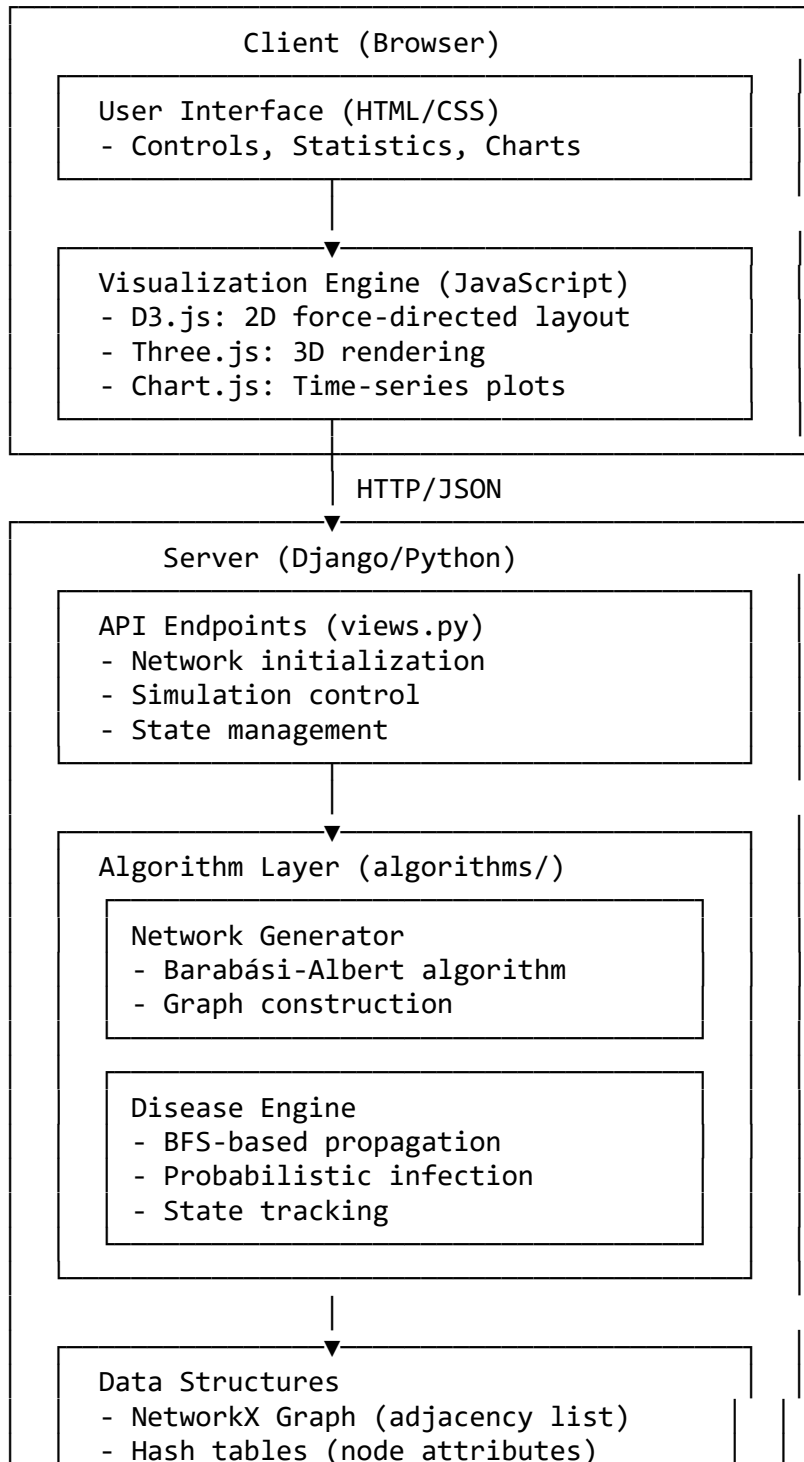 Client (Browser)
User Interface (HTML/CSS)
- Controls, Statistics, Charts
Visualization Engine (JavaScript)
- D3.js: 2D force-directed layout
- Three.js: 3D rendering
- Chart.js: Time-series plots
HTTP/JSON
Server (Django/Python)
API Endpoints (views.py)
- Network initialization
- Simulation control
- State management
Algorithm Layer (algorithms/)
Network Generator
- Barabási-Albert algorithm
- Graph construction
Disease Engine
- BFS-based propagation
- Probabilistic infection
- State tracking
Data Structures
- NetworkX Graph (adjacency list)
- Hash tables (node attributes)